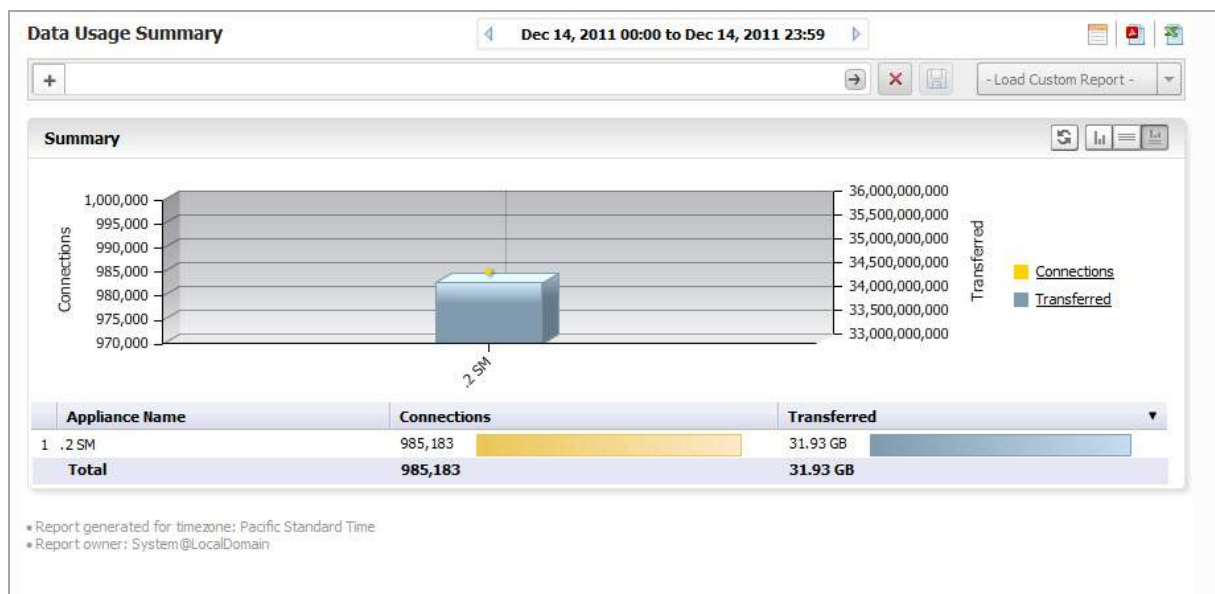 Data Usage Summary
Dec 14, 2011 00:00 to Dec 14, 2011 23:59
+
- Load Custom Report -
Summary
Connections
1,000,000
995,000
990,000
985,000
980,000
975,000
970,000
36,000,000,000
35,500,000,000
35,000,000,000
34,500,000,000
34,000,000,000
33,500,000,000
33,000,000,000
Transferred
Connections
Transferred
.2 SM
Appliance Name Connections Transferred ▼
1 .2 SM 985,183 31.93 GB
Total 985,183 31.93 GB
• Report generated for timezone: Pacific Standard Time
• Report owner: System@LocalDomain